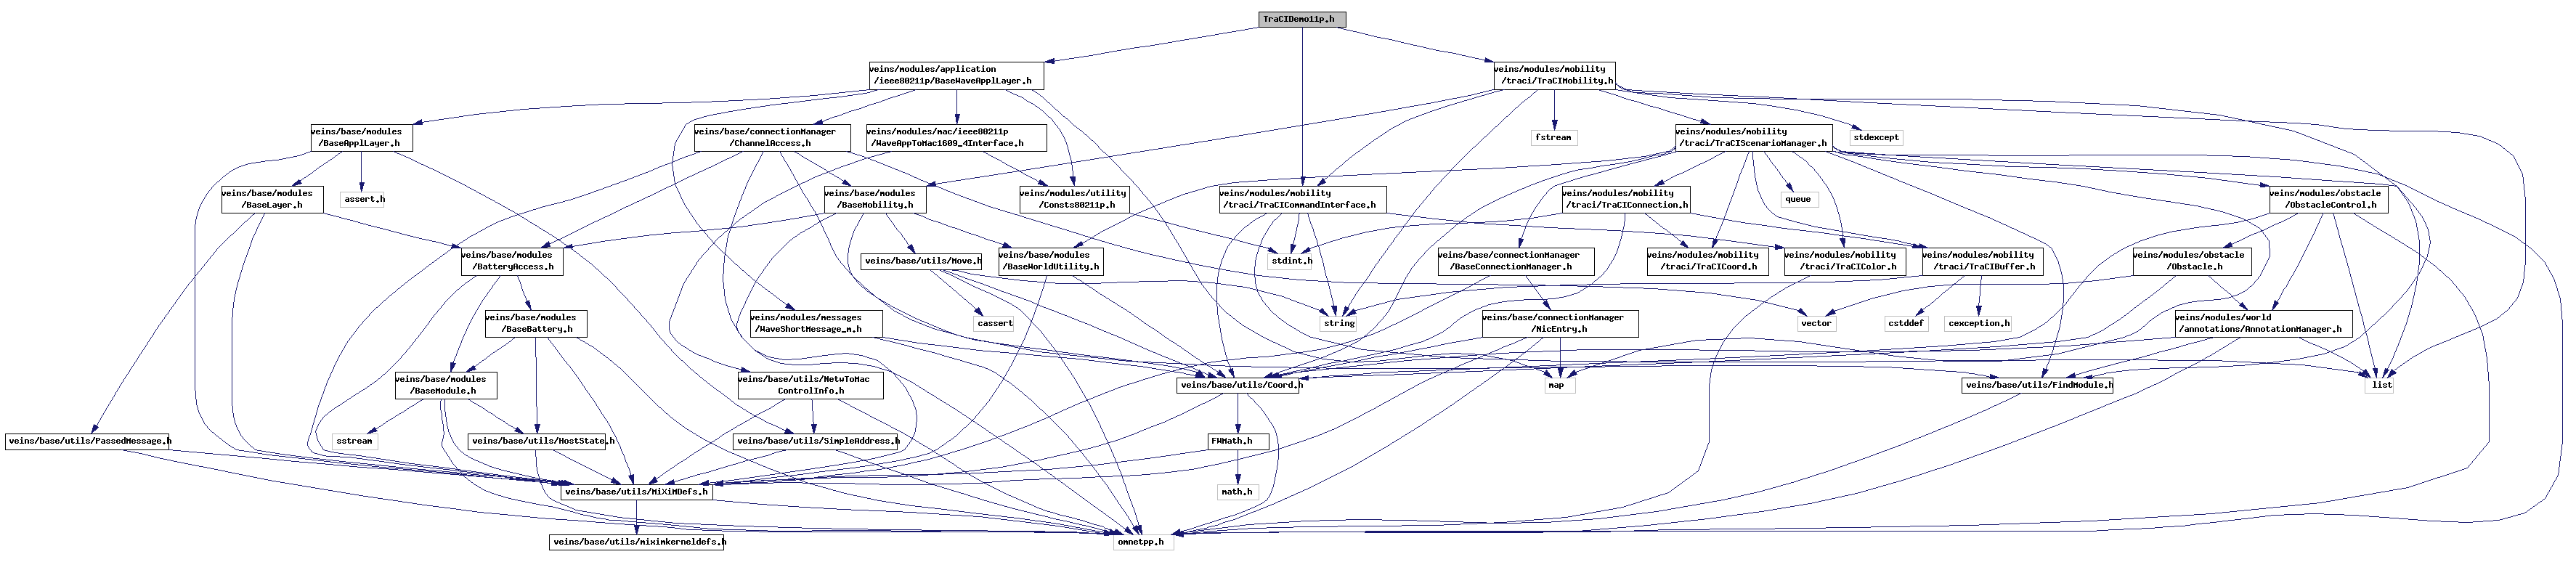 TraCIDemo11p.h
veins/modules/application
/ieee80211p/BaseWaveApplLayer.h
veins/modules/mobility
/traci/TraCIMobility.h
veins/base/modules
/BaseApplLayer.h
veins/base/connectionManager
/ChannelAccess.h
veins/modules/mac/ieee80211p
/WaveAppToMac1609_4Interface.h
fstream
veins/modules/mobility
/traci/TraCIScenarioManager.h
stdexcept
veins/base/modules
/BaseLayer.h
assert.h
veins/base/modules
/BaseMobility.h
veins/modules/utility
/Consts80211p.h
veins/modules/mobility
/traci/TraCICommandInterface.h
veins/modules/mobility
/traci/TraCIConnection.h
queue
veins/modules/obstacle
/ObstacleControl.h
veins/base/modules
/BatteryAccess.h
veins/base/utils/Move.h
veins/base/modules
/BaseWorldUtility.h
stdint.h
veins/base/connectionManager
/BaseConnectionManager.h
veins/modules/mobility
/traci/TraCICoord.h
veins/modules/mobility
/traci/TraCIColor.h
veins/modules/mobility
/traci/TraCIBuffer.h
veins/modules/obstacle
/Obstacle.h
veins/base/modules
/BaseBattery.h
veins/modules/messages
/WaveShortMessage_m.h
cassert
string
veins/base/connectionManager
/NicEntry.h
vector
cstddef
cexception.h
veins/modules/world
/annotations/AnnotationManager.h
veins/base/modules
/BaseModule.h
veins/base/utils/NetwToMac
ControlInfo.h
veins/base/utils/Coord.h
map
veins/base/utils/FindModule.h
list
veins/base/utils/PassedMessage.h
sstream
veins/base/utils/HostState.h
veins/base/utils/SimpleAddress.h
FWMath.h
veins/base/utils/MiXiMDefs.h
math.h
veins/base/utils/miximkerneldefs.h
omnetpp.h